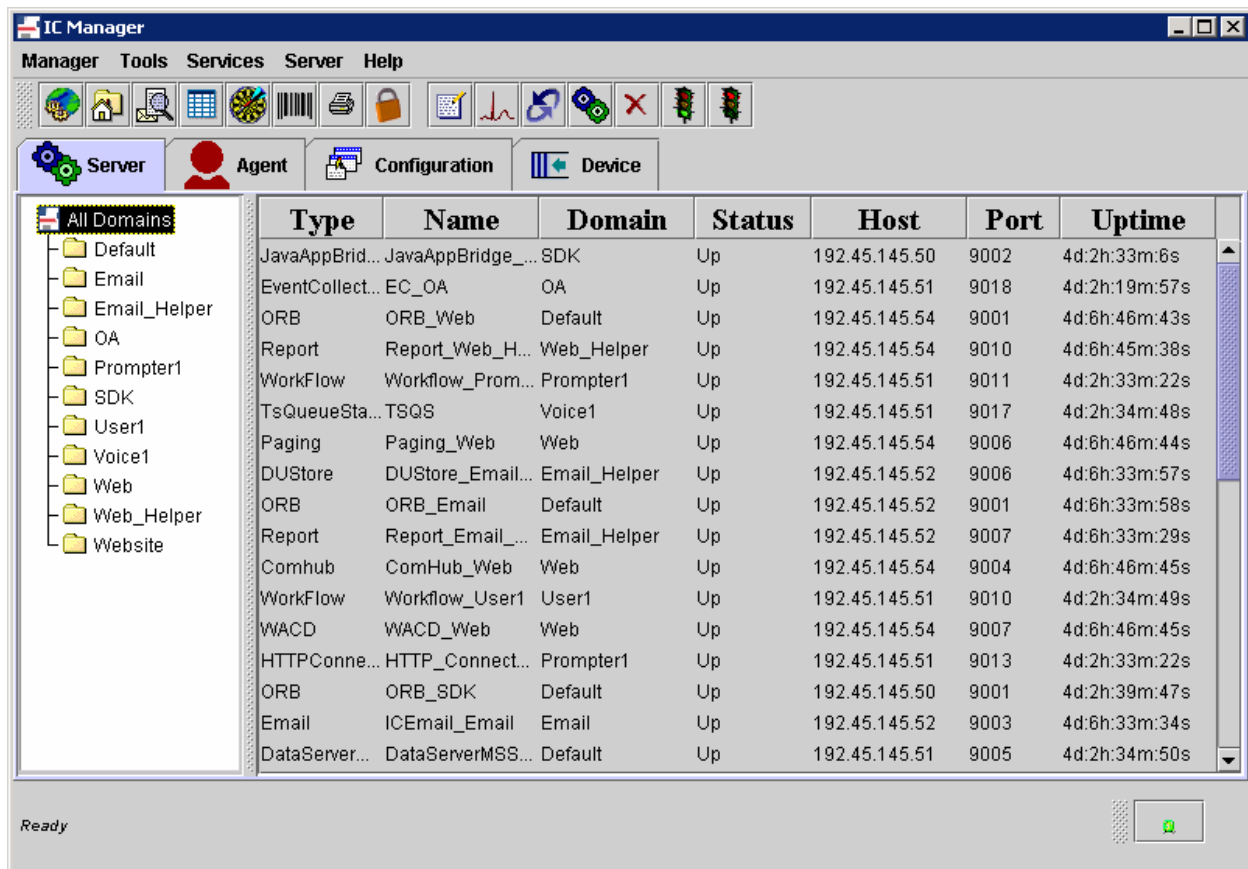 IC Manager
Manager Tools Services Server Help
Server Agent Configuration Device
All Domains
Default
Email
Email_Helper
OA
Prompter1
SDK
User1
Voice1
Web
Web_Helper
Website
Type Name Domain Status Host Port Uptime
JavaAppBrid... JavaAppBridge_... SDK Up 192.45.145.50 9002 4d:2h:33m:6s
EventCollect... EC_OA OA Up 192.45.145.51 9018 4d:2h:19m:57s
ORB ORB_Web Default Up 192.45.145.54 9001 4d:6h:46m:43s
Report Report_Web_H... Web_Helper Up 192.45.145.54 9010 4d:6h:45m:38s
WorkFlow Workflow_Prom... Prompter1 Up 192.45.145.51 9011 4d:2h:33m:22s
TsQueueSta... TSQS Voice1 Up 192.45.145.51 9017 4d:2h:34m:48s
Paging Paging_Web Web Up 192.45.145.54 9006 4d:6h:46m:44s
DUStore DUStore_Email... Email_Helper Up 192.45.145.52 9006 4d:6h:33m:57s
ORB ORB_Email Default Up 192.45.145.52 9001 4d:6h:33m:58s
Report Report_Email_... Email_Helper Up 192.45.145.52 9007 4d:6h:33m:29s
Comhub ComHub_Web Web Up 192.45.145.54 9004 4d:6h:46m:45s
WorkFlow Workflow_User1 User1 Up 192.45.145.51 9010 4d:2h:34m:49s
WACD WACD_Web Web Up 192.45.145.54 9007 4d:6h:46m:45s
HTTPConne... HTTP_Connect... Prompter1 Up 192.45.145.51 9013 4d:2h:33m:22s
ORB ORB_SDK Default Up 192.45.145.50 9001 4d:2h:39m:47s
Email ICEmail_Email Email Up 192.45.145.52 9003 4d:6h:33m:34s
DataServer... DataServerMSS... Default Up 192.45.145.51 9005 4d:2h:34m:50s
Ready